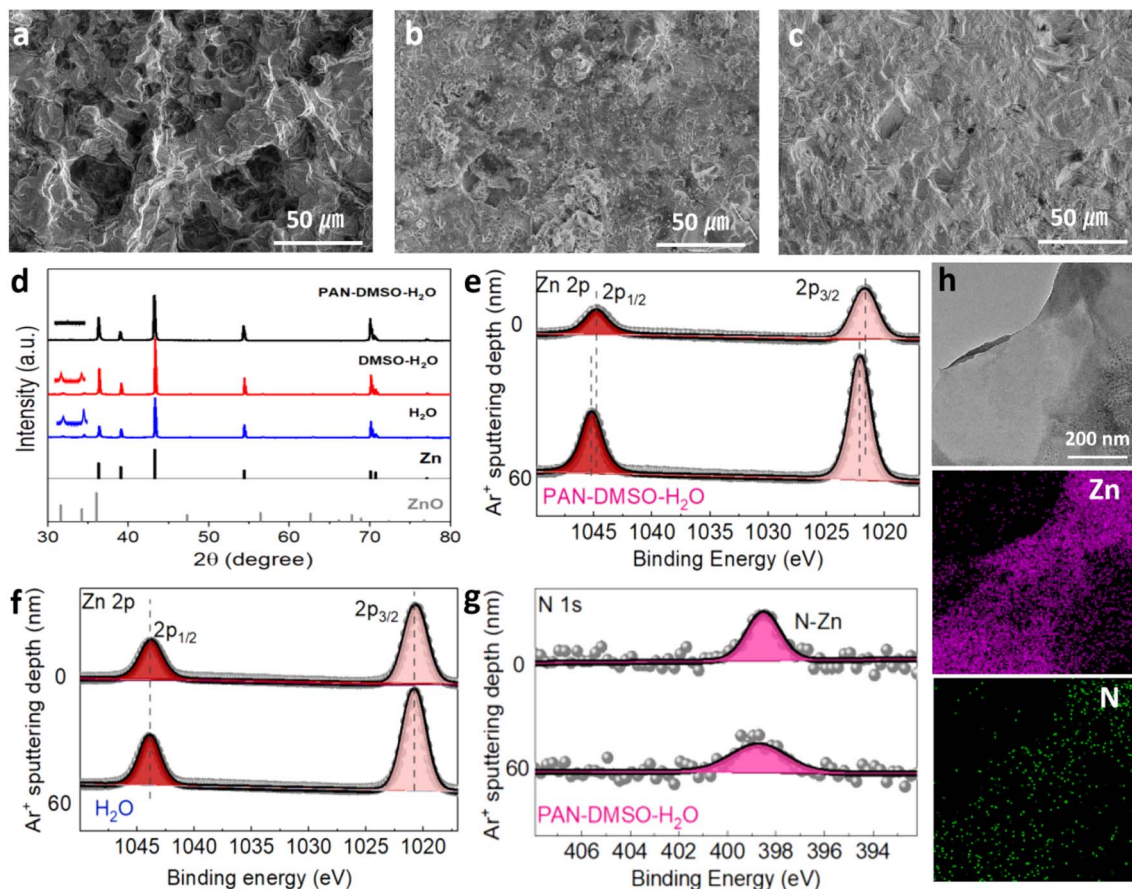 a
50 μm
b
50 μm
c
50 μm
d
PAN-DMSO-H₂O
DMSO-H₂O
H₂O
Zn
ZnO
Intensity (a.u.)
30 40 50 60 70 80
2θ (degree)
e
Zn 2p
2p₁/₂
2p₃/₂
0
60
Ar⁺ sputtering depth (nm)
PAN-DMSO-H₂O
1045 1040 1035 1030 1025 1020
Binding Energy (eV)
h
200 nm
Zn
N
f
Zn 2p
2p₁/₂
2p₃/₂
0
60
Ar⁺ sputtering depth (nm)
H₂O
1045 1040 1035 1030 1025 1020
Binding energy (eV)
g
N 1s
N-Zn
0
60
Ar⁺ sputtering depth (nm)
PAN-DMSO-H₂O
406 404 402 400 398 396 394
Binding Energy (eV)